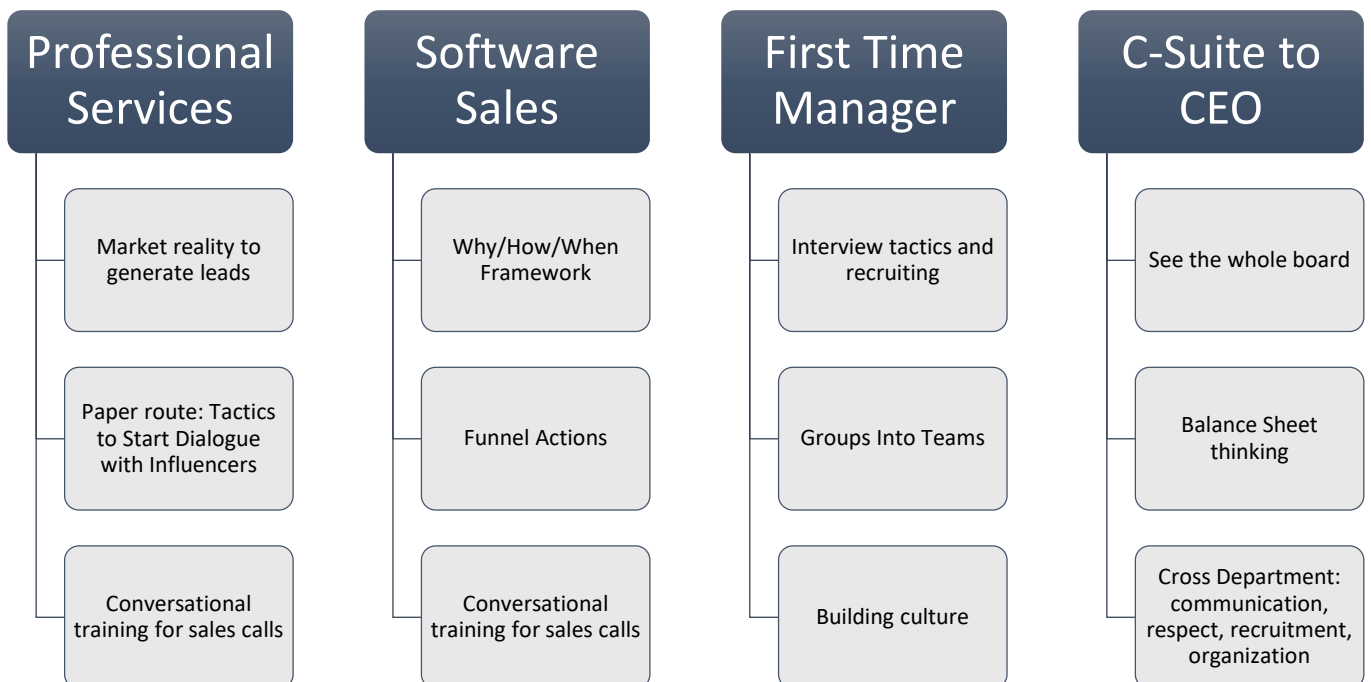 Professional
Services
Market reality to
generate leads
Paper route: Tactics
to Start Dialogue
with Influencers
Conversational
training for sales calls
Software
Sales
Why/How/When
Framework
Funnel Actions
Conversational
training for sales calls
First Time
Manager
Interview tactics and
recruiting
Groups Into Teams
Building culture
C-Suite to
CEO
See the whole board
Balance Sheet
thinking
Cross Department:
communication,
respect, recruitment,
organization